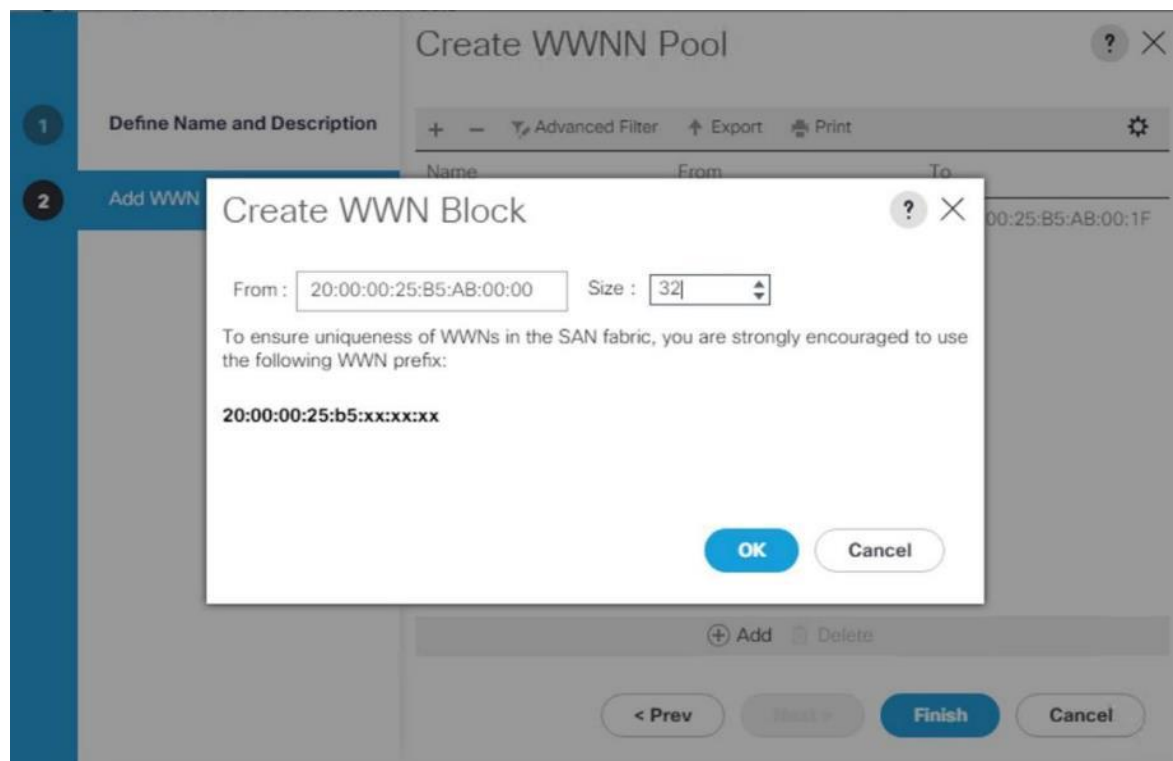 Create WWNN Pool
?
1
Define Name and Description
+ - Advanced Filter Export Print
Name From To
2
Add WWN
00:25:B5:AB:00:1F
Create WWN Block
?
From : 20:00:00:25:B5:AB:00:00 Size : 32
To ensure uniqueness of WWNs in the SAN fabric, you are strongly encouraged to use
the following WWN prefix:
20:00:00:25:b5:xx:xx:xx
OK Cancel
Add Delete
< Prev Next > Finish Cancel